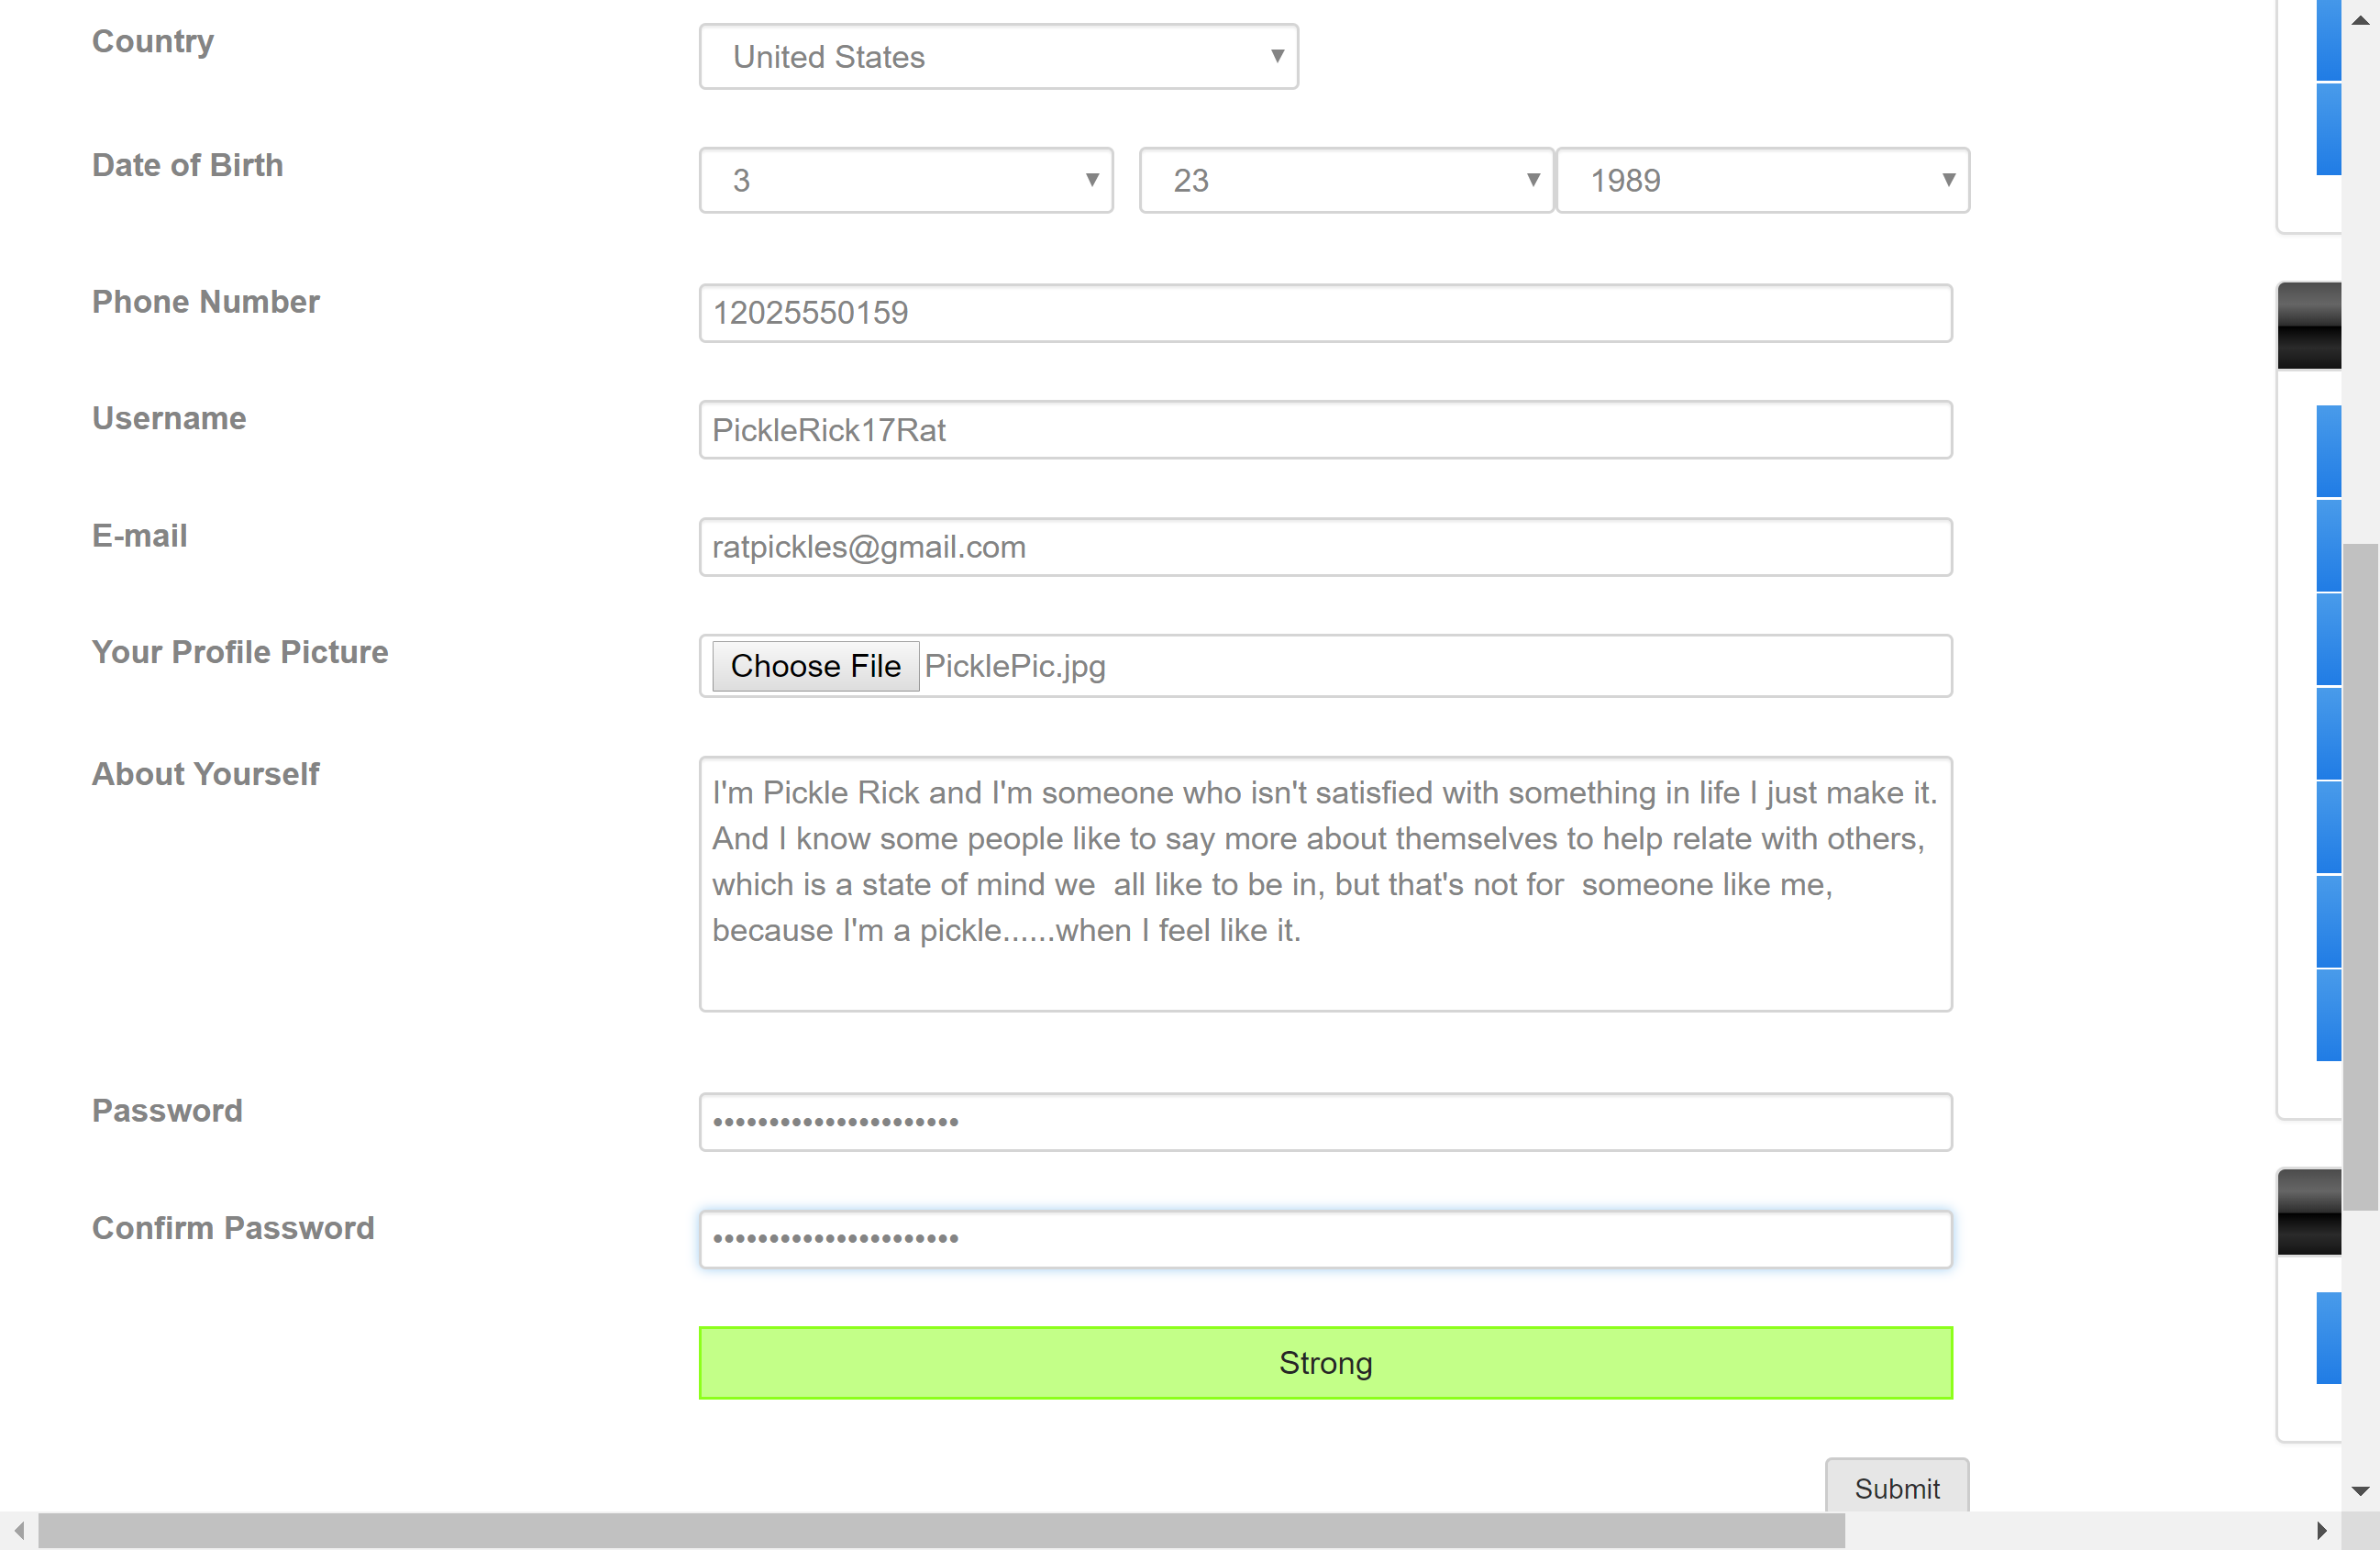 Country
United States
Date of Birth
3 23 1989
Phone Number
12025550159
Username
PickleRick17Rat
E-mail
ratpickles@gmail.com
Your Profile Picture
Choose File PicklePic.jpg
About Yourself
I'm Pickle Rick and I'm someone who isn't satisfied with something in life I just make it.
And I know some people like to say more about themselves to help relate with others,
which is a state of mind we  all like to be in, but that's not for  someone like me,
because I'm a pickle......when I feel like it.
Password
••••••••••••••••••••••
Confirm Password
••••••••••••••••••••••
Strong
Submit